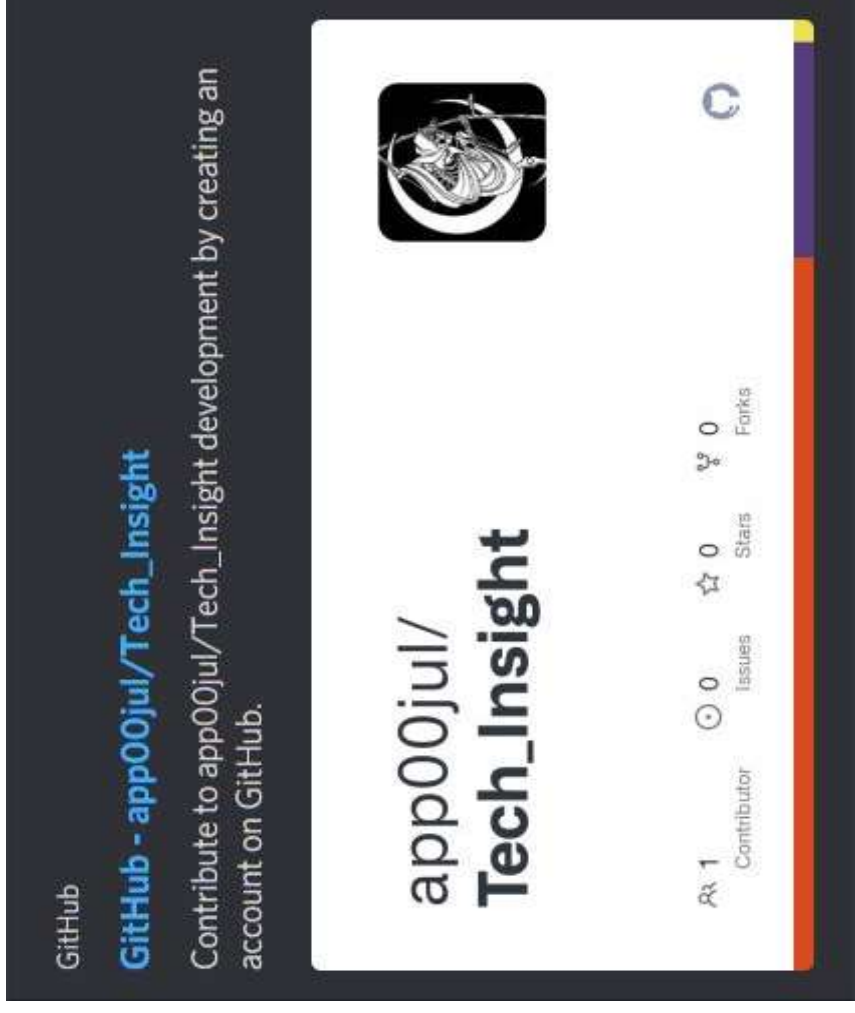 GitHub
GitHub - app00jul/Tech_Insight
Contribute to app00jul/Tech_Insight development by creating an
account on GitHub.
app00jul/
Tech_Insight
1
Contributor
0
Issues
0
Stars
0
Forks